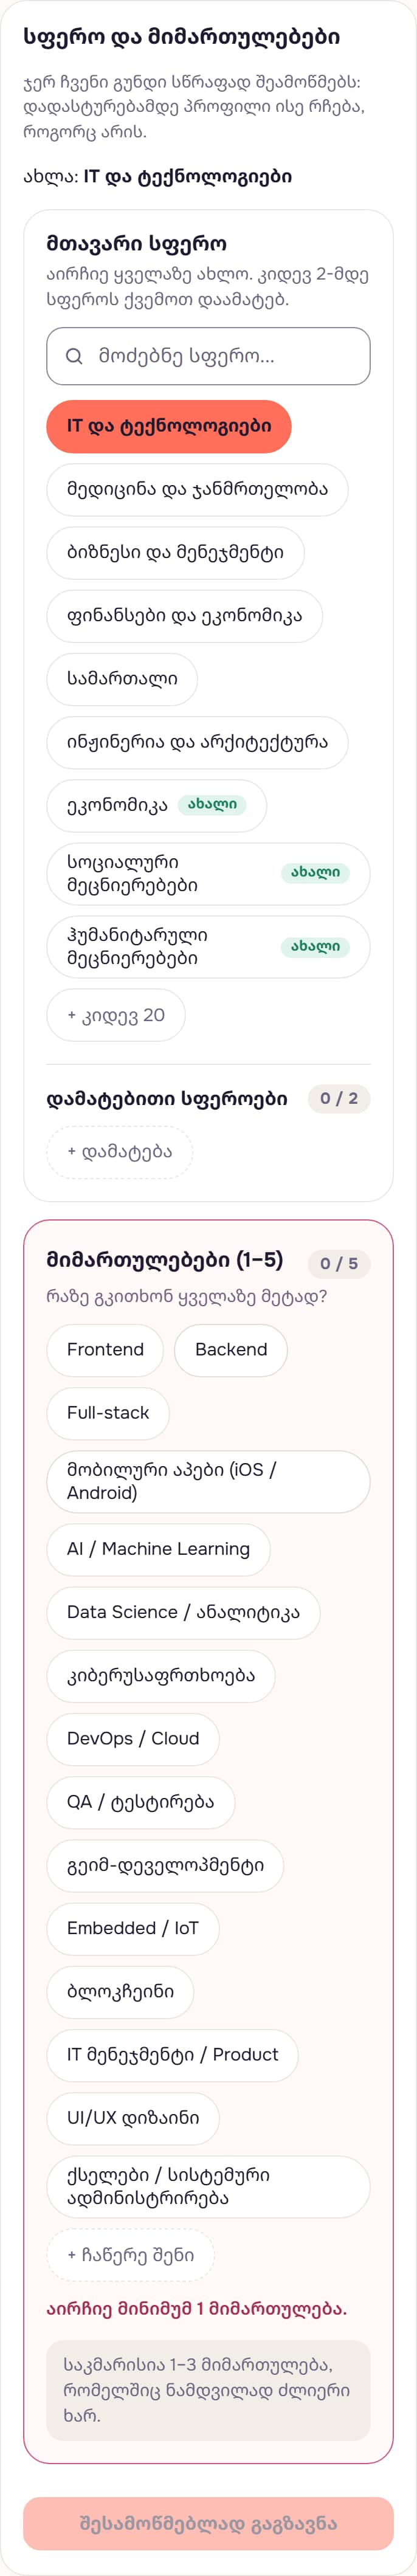 სფერო და მიმართულებები
ჯერ ჩვენი გუნდი სწრაფად შეამოწმებს:
დადასტურებამდე პროფილი ისე რჩება,
როგორც არის.
ახლა: IT და ტექნოლოგიები
მთავარი სფერო
აირჩიე ყველაზე ახლო. კიდევ 2-მდე
სფეროს ქვემოთ დაამატებ.
მოძებნე სფერო...
IT და ტექნოლოგიები
მედიცინა და ჯანმრთელობა
ბიზნესი და მენეჯმენტი
ფინანსები და ეკონომიკა
სამართალი
ინჟინერია და არქიტექტურა
ეკონომიკა ახალი
სოციალური
მეცნიერებები ახალი
ჰუმანიტარული
მეცნიერებები ახალი
+ კიდევ 20
დამატებითი სფეროები 0 / 2
+ დამატება
მიმართულებები (1–5) 0 / 5
რაზე გკითხონ ყველაზე მეტად?
Frontend Backend
Full-stack
მობილური აპები (iOS /
Android)
AI / Machine Learning
Data Science / ანალიტიკა
კიბერუსაფრთხოება
DevOps / Cloud
QA / ტესტირება
გეიმ-დეველოპმენტი
Embedded / IoT
ბლოკჩეინი
IT მენეჯმენტი / Product
UI/UX დიზაინი
ქსელები / სისტემური
ადმინისტრირება
+ ჩაწერე შენი
აირჩიე მინიმუმ 1 მიმართულება.
საკმარისია 1–3 მიმართულება,
რომელშიც ნამდვილად ძლიერი
ხარ.
შესამოწმებლად გაგზავნა